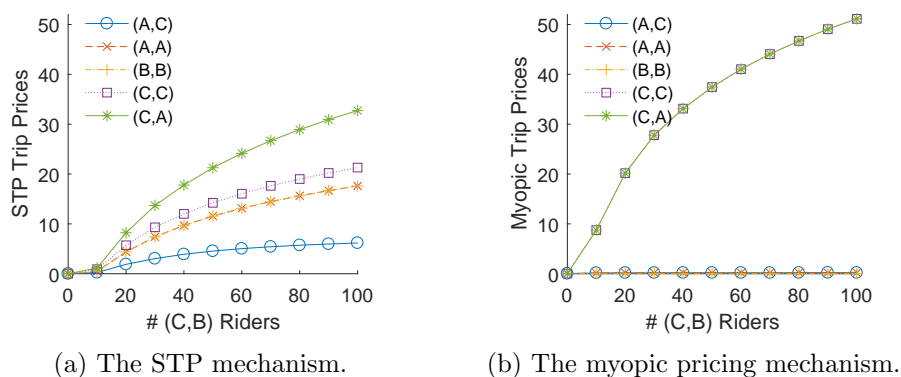 50
40
30
20
10
0
STP Trip Prices
(A,C)
(A,A)
(B,B)
(C,C)
(C,A)
0 20 40 60 80 100
# (C,B) Riders
(a) The STP mechanism.
50
40
30
20
10
0
Myopic Trip Prices
(A,C)
(A,A)
(B,B)
(C,C)
(C,A)
0 20 40 60 80 100
# (C,B) Riders
(b) The myopic pricing mechanism.